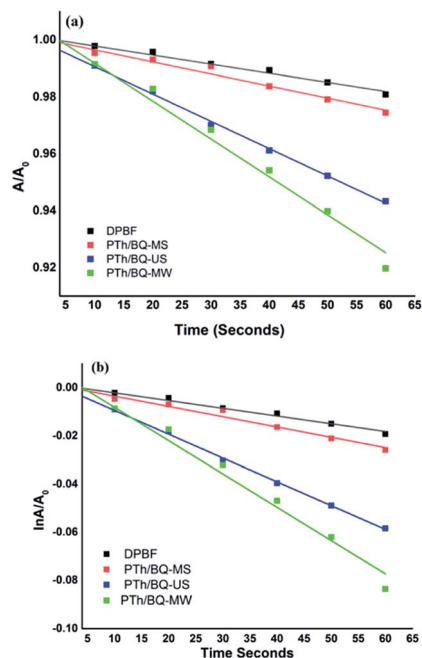 (a)
1.00
0.98
0.96
0.94
0.92
A/A0
DPBF
PTh/BQ-MS
PTh/BQ-US
PTh/BQ-MW
5 10 15 20 25 30 35 40 45 50 55 60 65
Time (Seconds)
(b)
0.00
-0.02
-0.04
-0.06
-0.08
-0.10
lnA/A0
DPBF
PTh/BQ-MS
PTh/BQ-US
PTh/BQ-MW
5 10 15 20 25 30 35 40 45 50 55 60 65
Time Seconds